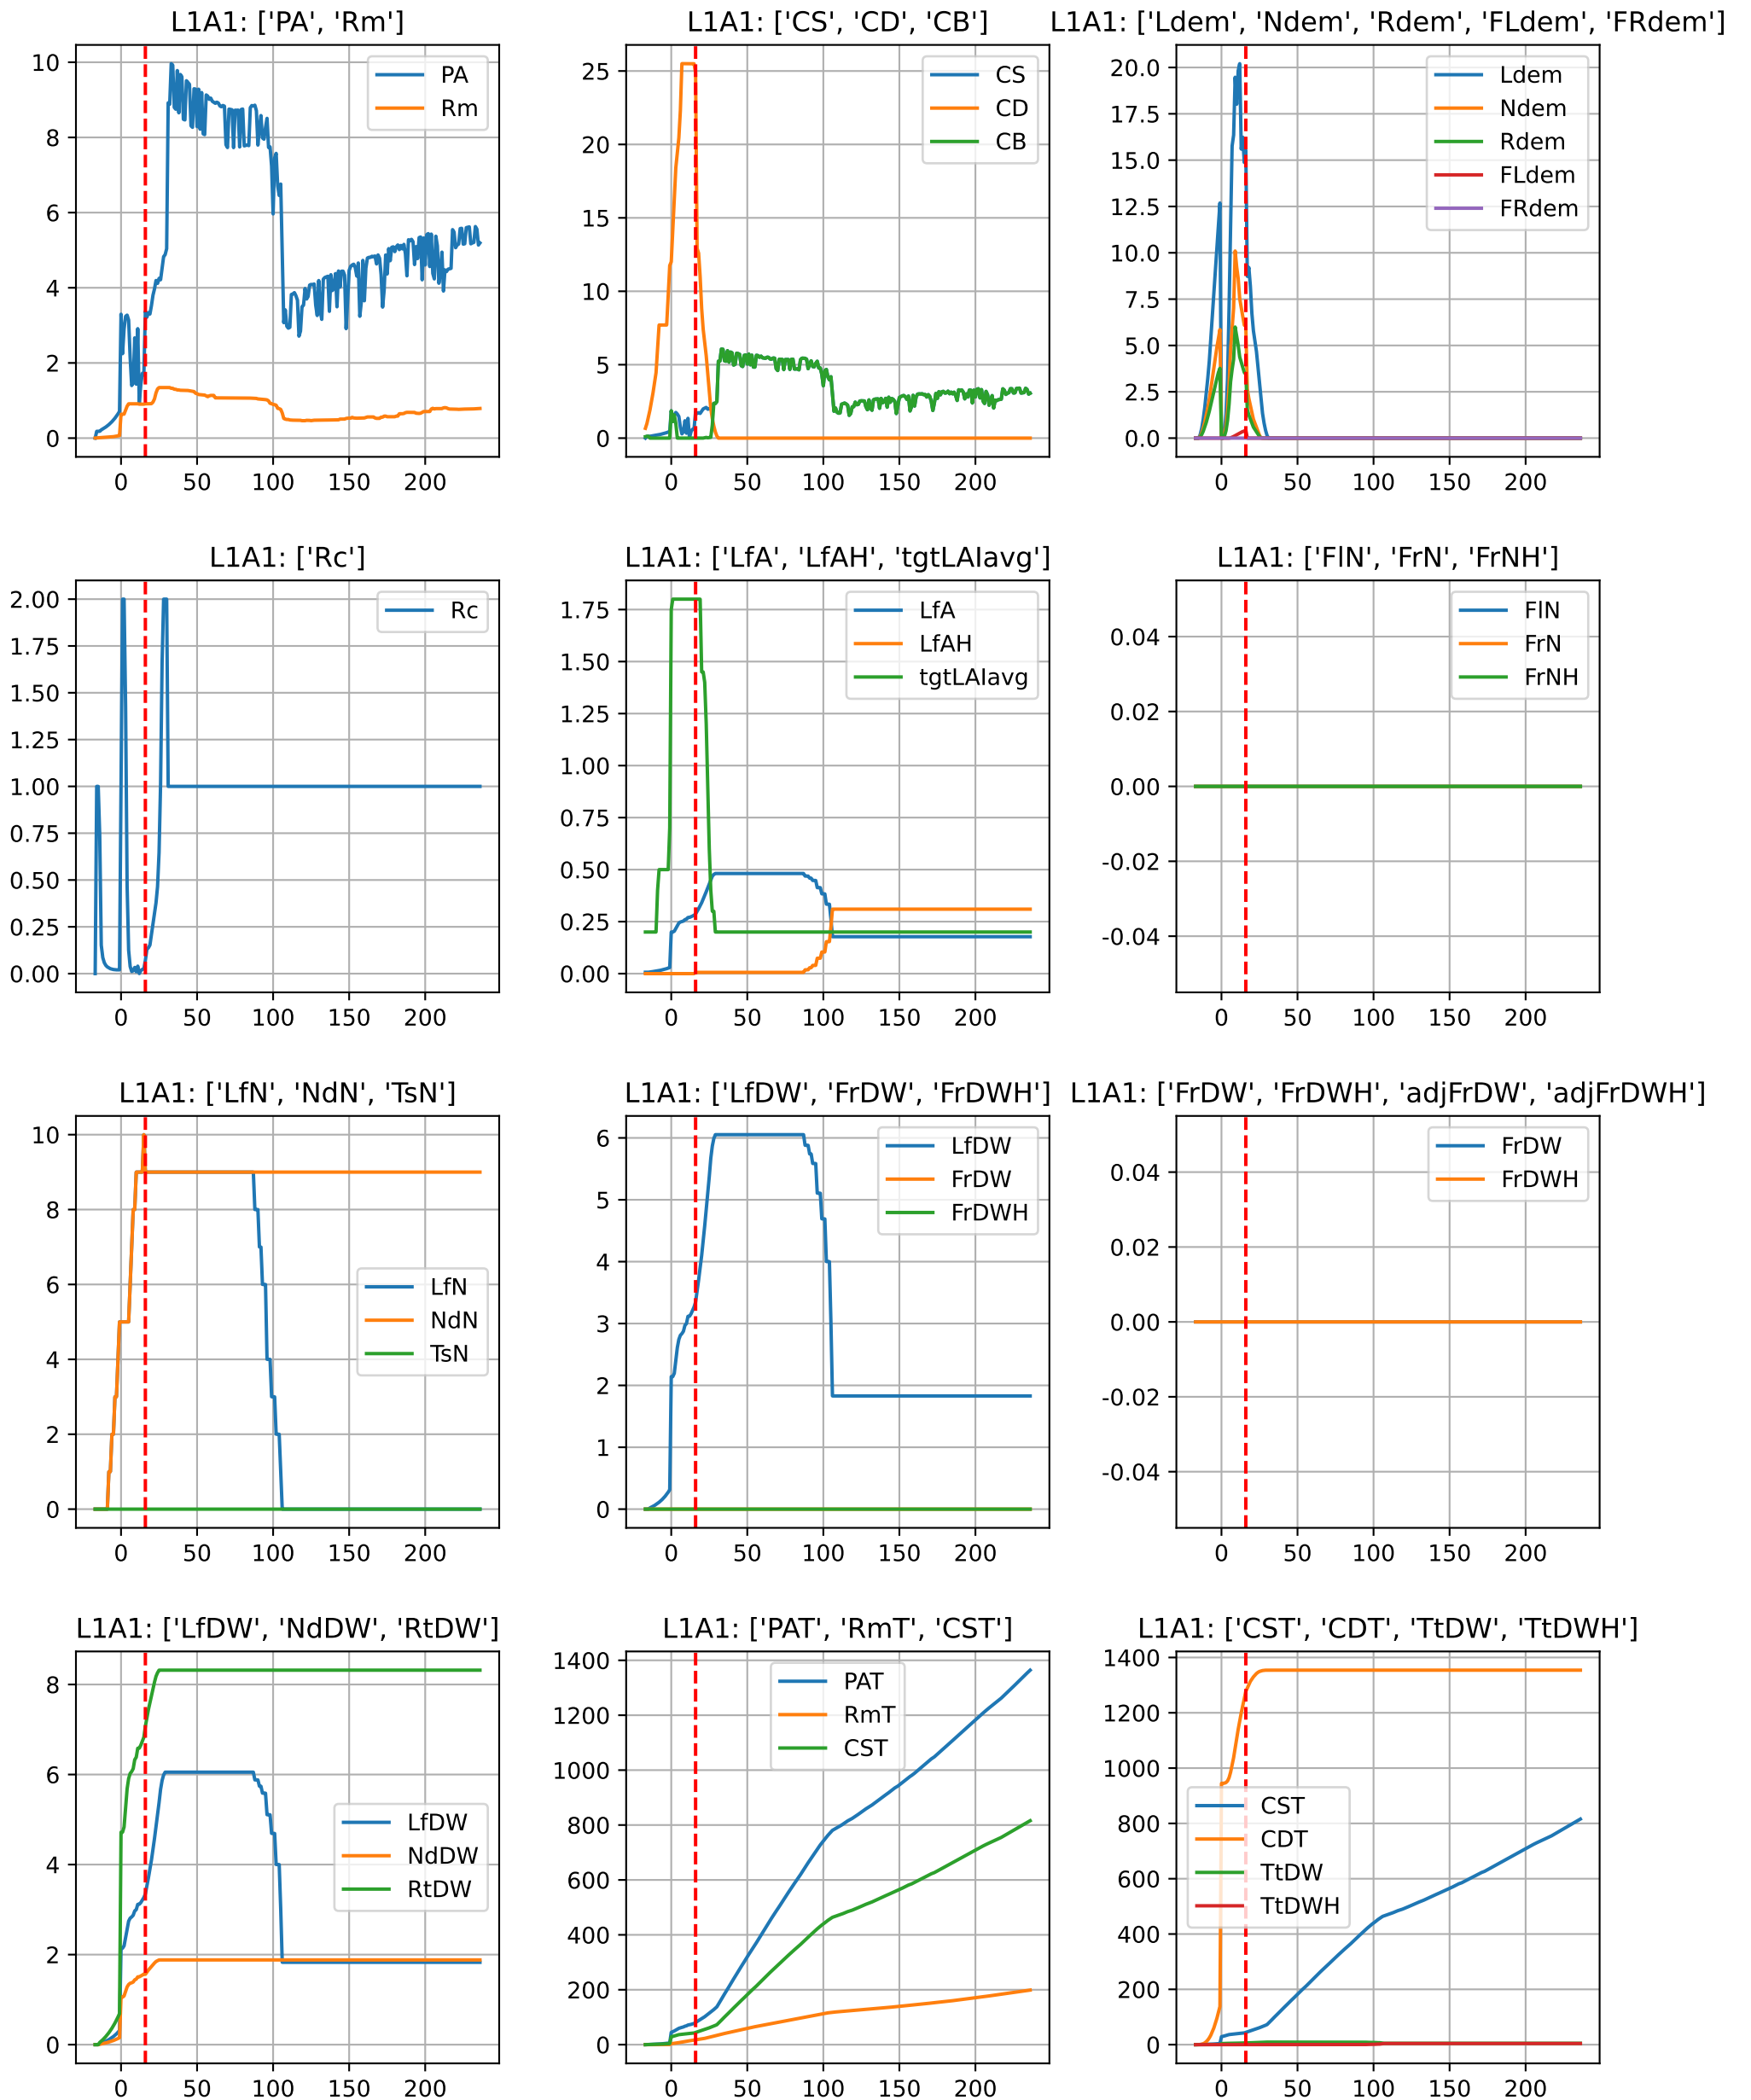 L1A1: ['PA', 'Rm']
10
8
6
4
2
0
0 50 100 150 200
PA
Rm
L1A1: ['CS', 'CD', 'CB']
25
20
15
10
5
0
0 50 100 150 200
CS
CD
CB
L1A1: ['Ldem', 'Ndem', 'Rdem', 'FLdem', 'FRdem']
20.0
17.5
15.0
12.5
10.0
7.5
5.0
2.5
0.0
0 50 100 150 200
Ldem
Ndem
Rdem
FLdem
FRdem
L1A1: ['Rc']
2.00
1.75
1.50
1.25
1.00
0.75
0.50
0.25
0.00
0 50 100 150 200
Rc
L1A1: ['LfA', 'LfAH', 'tgtLAIavg']
1.75
1.50
1.25
1.00
0.75
0.50
0.25
0.00
0 50 100 150 200
LfA
LfAH
tgtLAIavg
L1A1: ['FlN', 'FrN', 'FrNH']
0.04
0.02
0.00
-0.02
-0.04
0 50 100 150 200
FlN
FrN
FrNH
L1A1: ['LfN', 'NdN', 'TsN']
10
8
6
4
2
0
0 50 100 150 200
LfN
NdN
TsN
L1A1: ['LfDW', 'FrDW', 'FrDWH']
6
5
4
3
2
1
0
0 50 100 150 200
LfDW
FrDW
FrDWH
L1A1: ['FrDW', 'FrDWH', 'adjFrDW', 'adjFrDWH']
0.04
0.02
0.00
-0.02
-0.04
0 50 100 150 200
FrDW
FrDWH
L1A1: ['LfDW', 'NdDW', 'RtDW']
8
6
4
2
0
0 50 100 150 200
LfDW
NdDW
RtDW
L1A1: ['PAT', 'RmT', 'CST']
1400
1200
1000
800
600
400
200
0
0 50 100 150 200
PAT
RmT
CST
L1A1: ['CST', 'CDT', 'TtDW', 'TtDWH']
1400
1200
1000
800
600
400
200
0
0 50 100 150 200
CST
CDT
TtDW
TtDWH